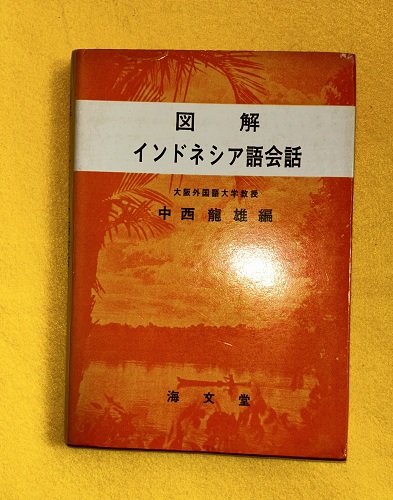 図解
インドネシア語会話
大阪外国語大学教授
中西龍雄編
海文堂